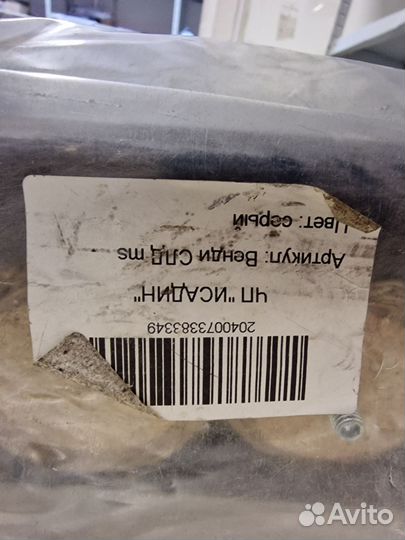 2040073383349
ЧП "ИСАДИН"
Артикул: Венди СЛД ms
Цвет: серый
Avito